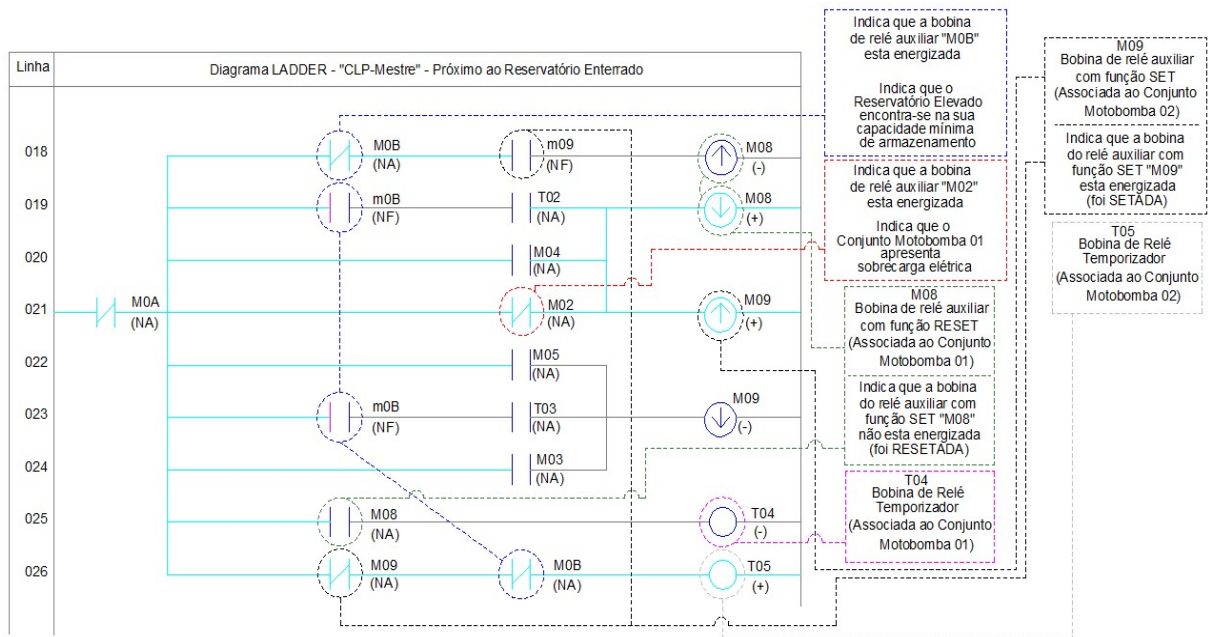 Linha
Diagrama LADDER - "CLP-Mestre" - Próximo ao Reservatório Enterrado
018
M0B
(NA)
m09
(NF)
M08
(-)
019
m0B
(NF)
T02
(NA)
M08
(+)
020
M04
(NA)
021
M0A
(NA)
M02
(NA)
M09
(+)
022
M05
(NA)
023
m0B
(NF)
T03
(NA)
M09
(-)
024
M03
(NA)
025
M08
(NA)
T04
(-)
026
M09
(NA)
M0B
(NA)
T05
(+)
Indica que a bobina
de relé auxiliar "M0B"
esta energizada
Indica que o
Reservatório Elevado
encontra-se na sua
capacidade mínima
de armazenamento
Indica que a bobina
de relé auxiliar "M02"
esta energizada
Indica que o
Conjunto Motobomba 01
apresenta
sobrecarga elétrica
M08
Bobina de relé auxiliar
com função RESET
(Associada ao Conjunto
Motobomba 01)
Indica que a bobina
do relé auxiliar com
função SET "M08"
não esta energizada
(foi RESETADA)
T04
Bobina de Relé
Temporizador
(Associada ao Conjunto
Motobomba 01)
M09
Bobina de relé auxiliar
com função SET
(Associada ao Conjunto
Motobomba 02)
Indica que a bobina
do relé auxiliar com
função SET "M09"
esta energizada
(foi SETADA)
T05
Bobina de Relé
Temporizador
(Associada ao Conjunto
Motobomba 02)